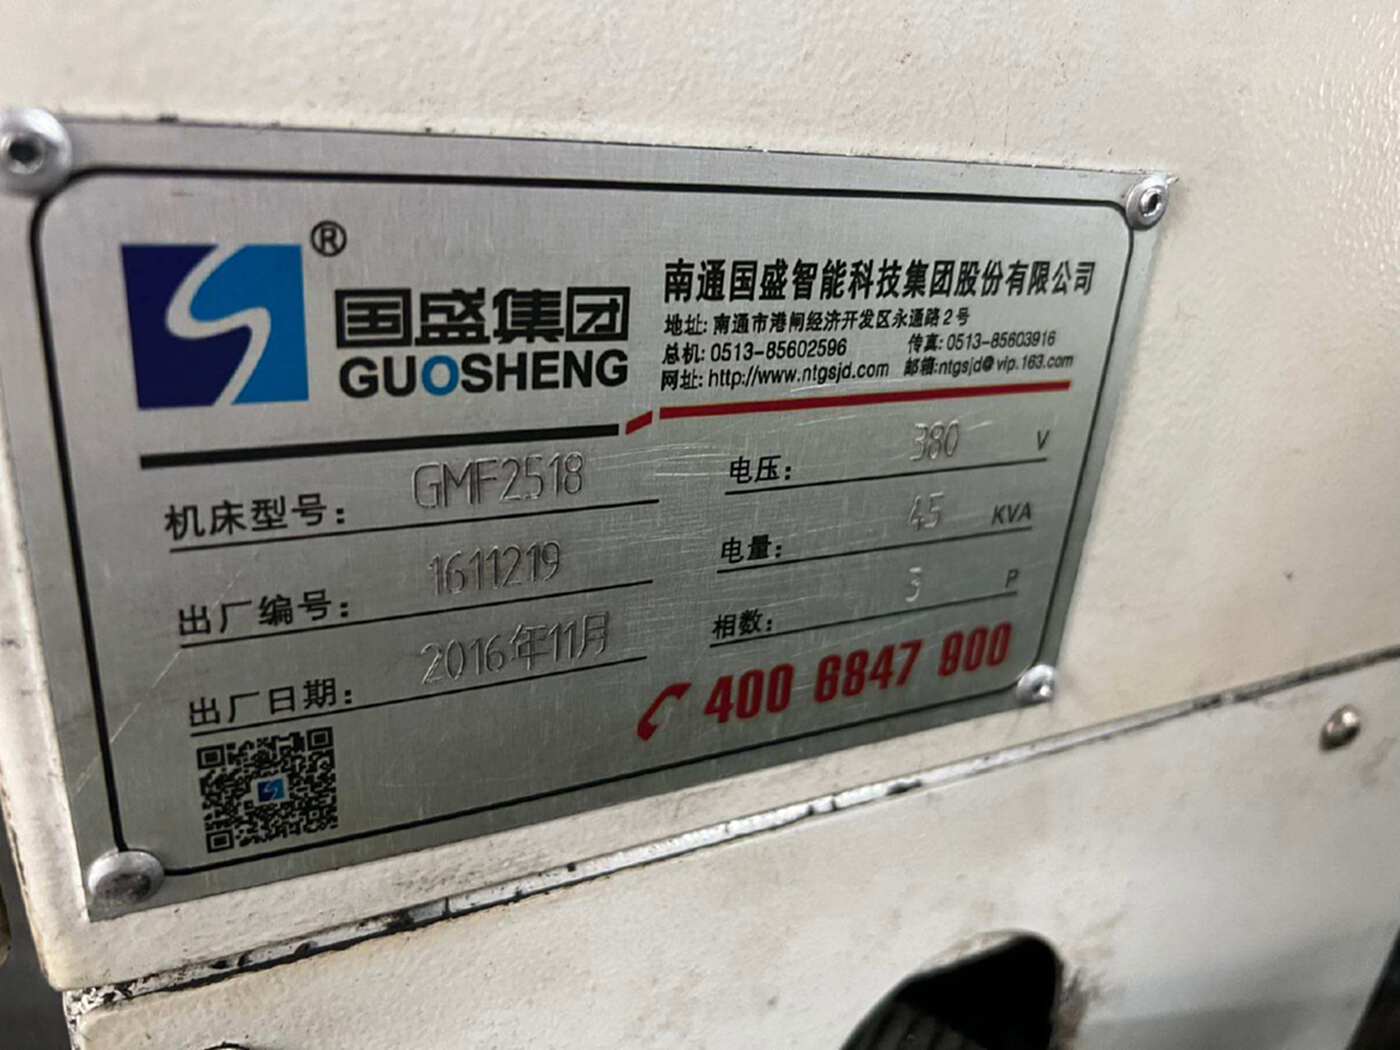 ®
国盛集团
GUOSHENG
南通国盛智能科技集团股份有限公司
地址: 南通市港闸经济开发区永通路2号
总机: 0513-85602596 传真: 0513-85603916
网址: http://www.ntgsjd.com 邮箱:ntgsjd@vip.163.com
机床型号: GMF2518
电压: 380 V
出厂编号: 1611219
电量: 45 KVA
出厂日期: 2016年11月
相数: 3 P
400 6847 900